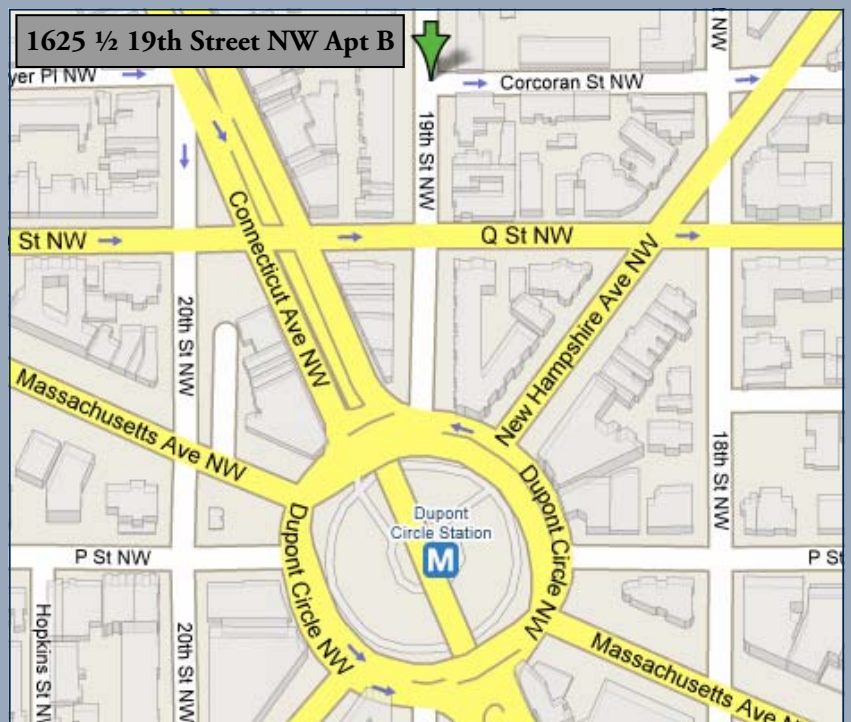 1625 ½ 19th Street NW Apt B
NW
yer Pl NW
Corcoran St NW
19th St NW
Connecticut Ave NW
St NW
Q St NW
20th St NW
New Hampshire Ave NW
Massachusetts Ave NW
18th St NW
Dupont
Circle Station
M
Dupont Circle NW
Dupont Circle NW
P St NW
P St
Hopkins St NW
20th St NW
Massachusetts Ave N